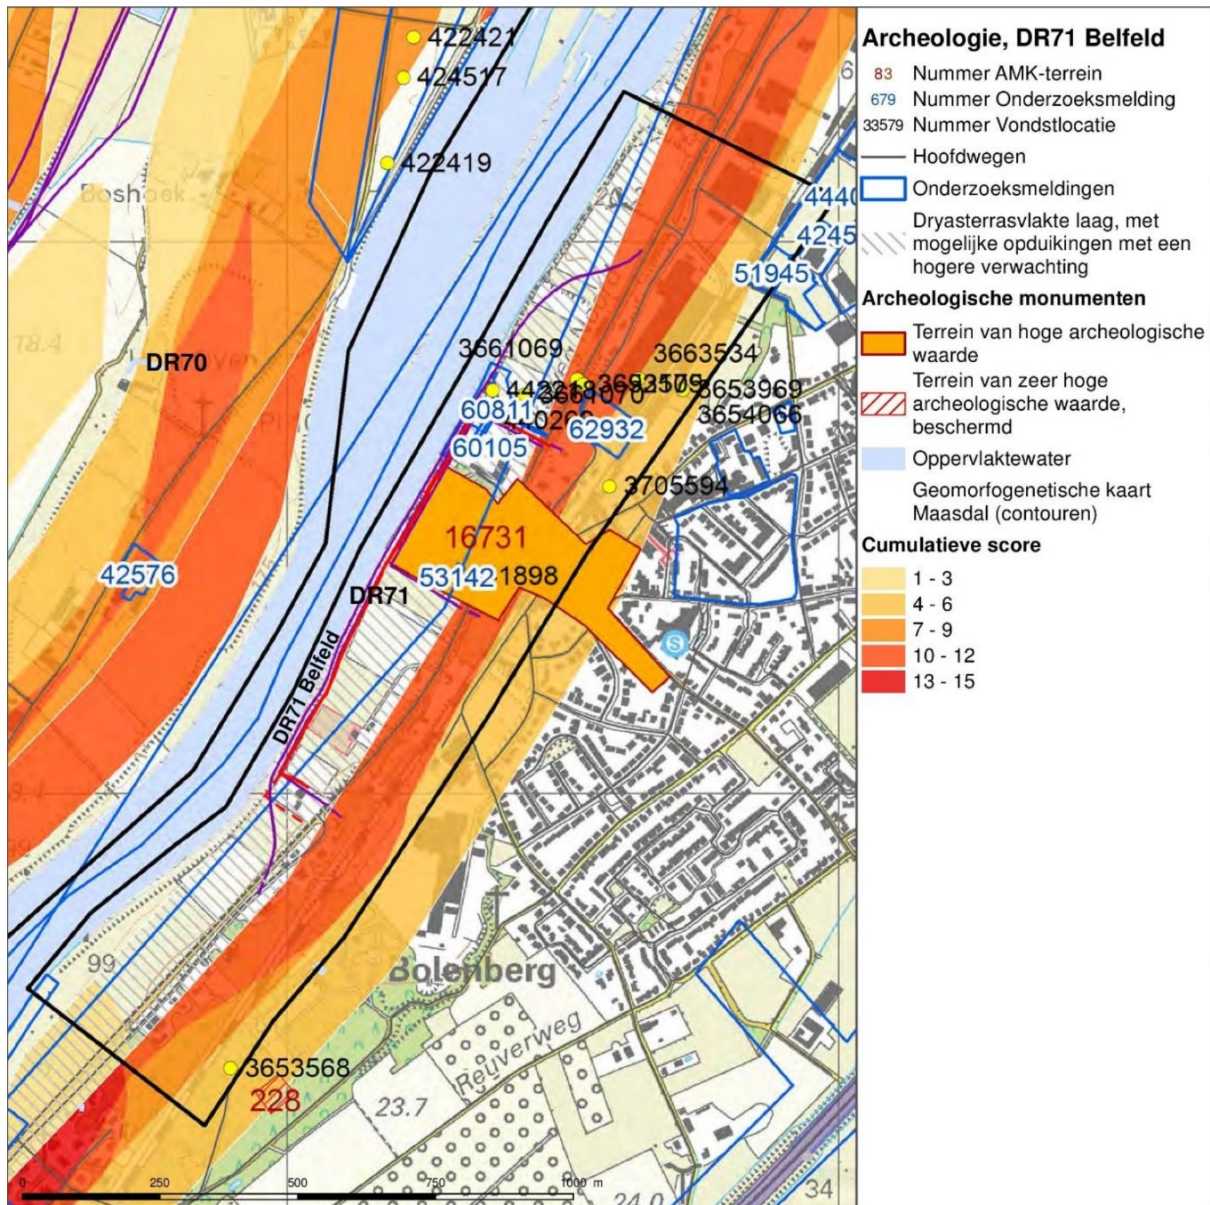 422421
424517
422419
Boshoek
DR70
18.4
4440
4245
51945
3661069
3663534
3653969
3654066
60811
60105
62932
3705594
16731
53142
1898
42576
DR71
DR71 Belfeld
99
Bolenberg
Reuverweg
3653568
228
23.7
24.0
34
0 250 500 750 1000 m
Archeologie, DR71 Belfeld
83 Nummer AMK-terrein
679 Nummer Onderzoeksmelding
33579 Nummer Vondstlocatie
Hoofdwegen
Onderzoeksmeldingen
Dryasterrasvlakte laag, met
mogelijke opduikingen met een
hogere verwachting
Archeologische monumenten
Terrein van hoge archeologische
waarde
Terrein van zeer hoge
archeologische waarde,
beschermd
Oppervlaktewater
Geomorfogenetische kaart
Maasdal (contouren)
Cumulatieve score
1 - 3
4 - 6
7 - 9
10 - 12
13 - 15